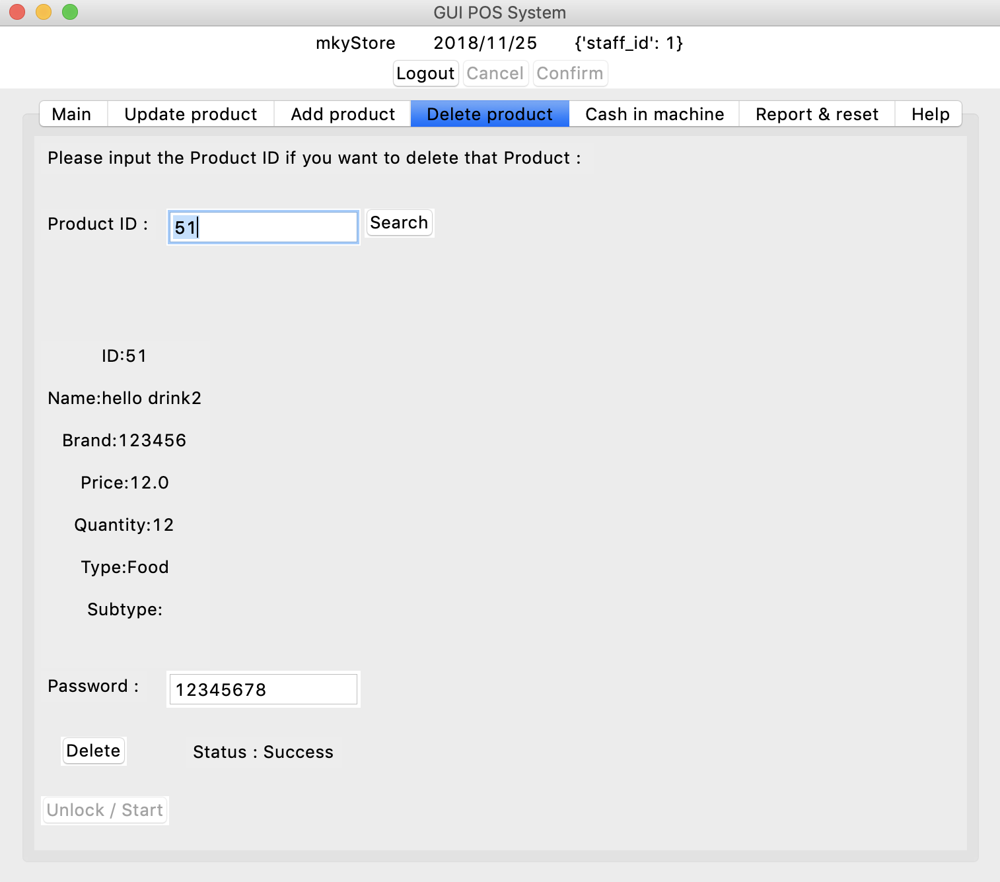 GUI POS System
mkyStore 2018/11/25 {'staff_id': 1}
Logout Cancel Confirm
Main Update product Add product Delete product Cash in machine Report & reset Help
Please input the Product ID if you want to delete that Product :
Product ID : 51 Search
ID:51
Name:hello drink2
Brand:123456
Price:12.0
Quantity:12
Type:Food
Subtype:
Password : 12345678
Delete Status : Success
Unlock / Start